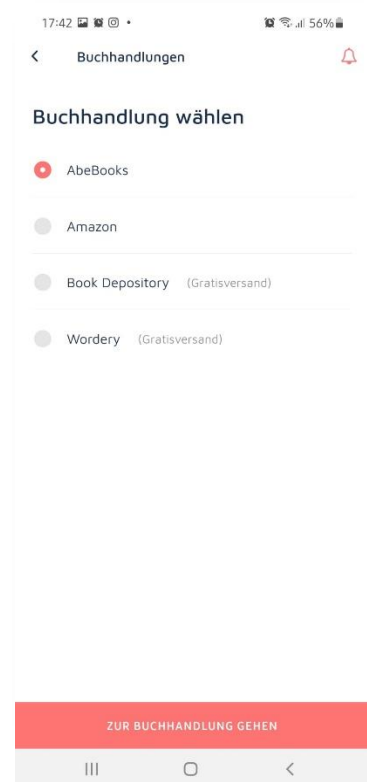 17:42 56%
Buchhandlungen
Buchhandlung wählen
AbeBooks
Amazon
Book Depository (Gratisversand)
Wordery (Gratisversand)
ZUR BUCHHANDLUNG GEHEN